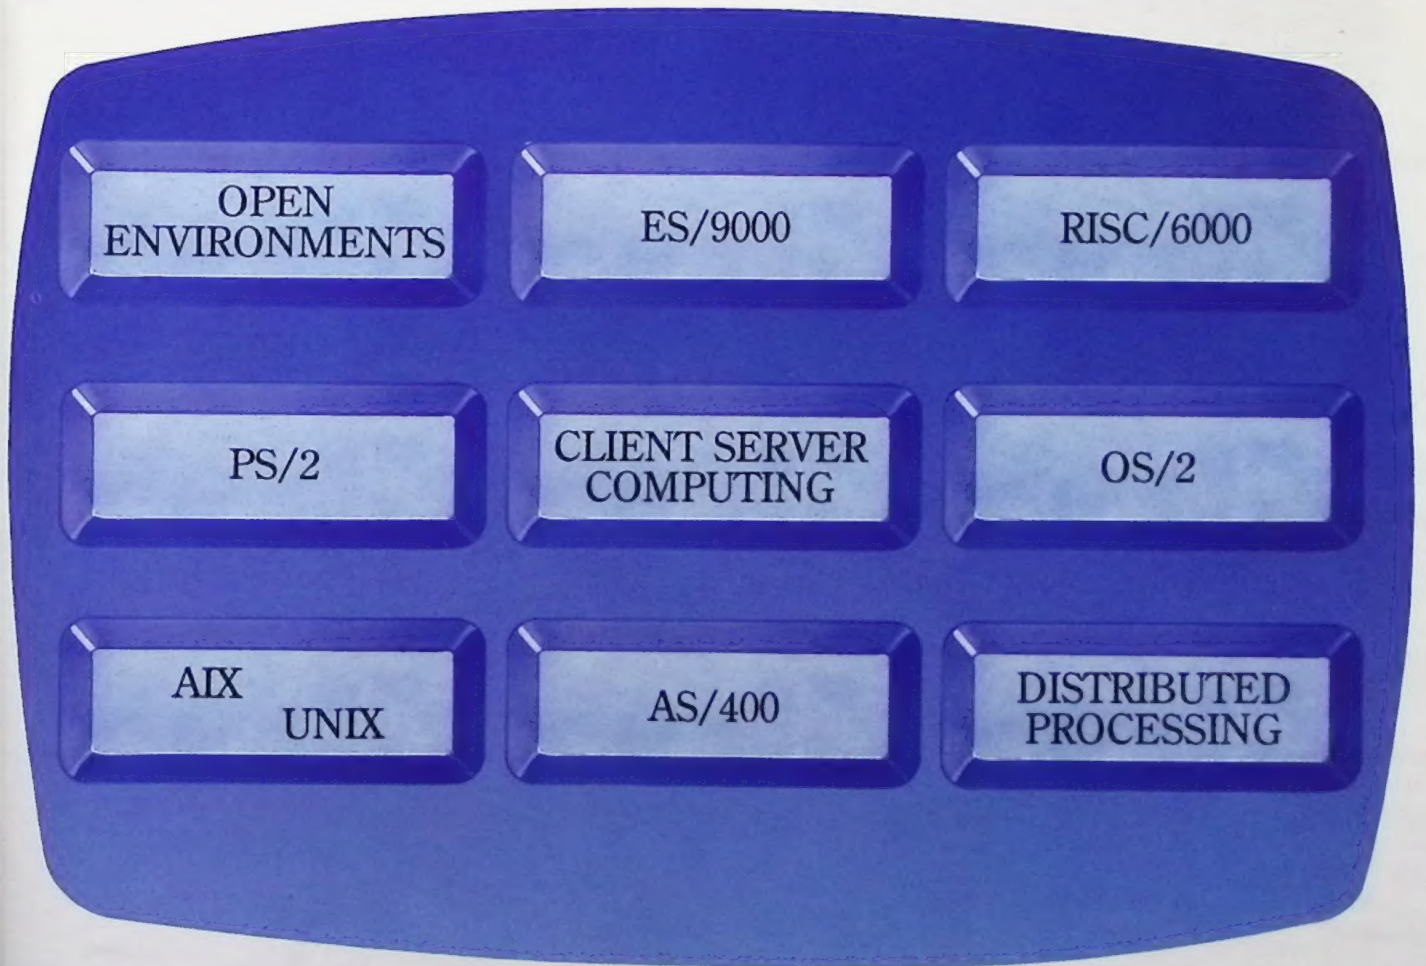 OPEN
ENVIRONMENTS
ES/9000
RISC/6000
PS/2
CLIENT SERVER
COMPUTING
OS/2
AIX
UNIX
AS/400
DISTRIBUTED
PROCESSING